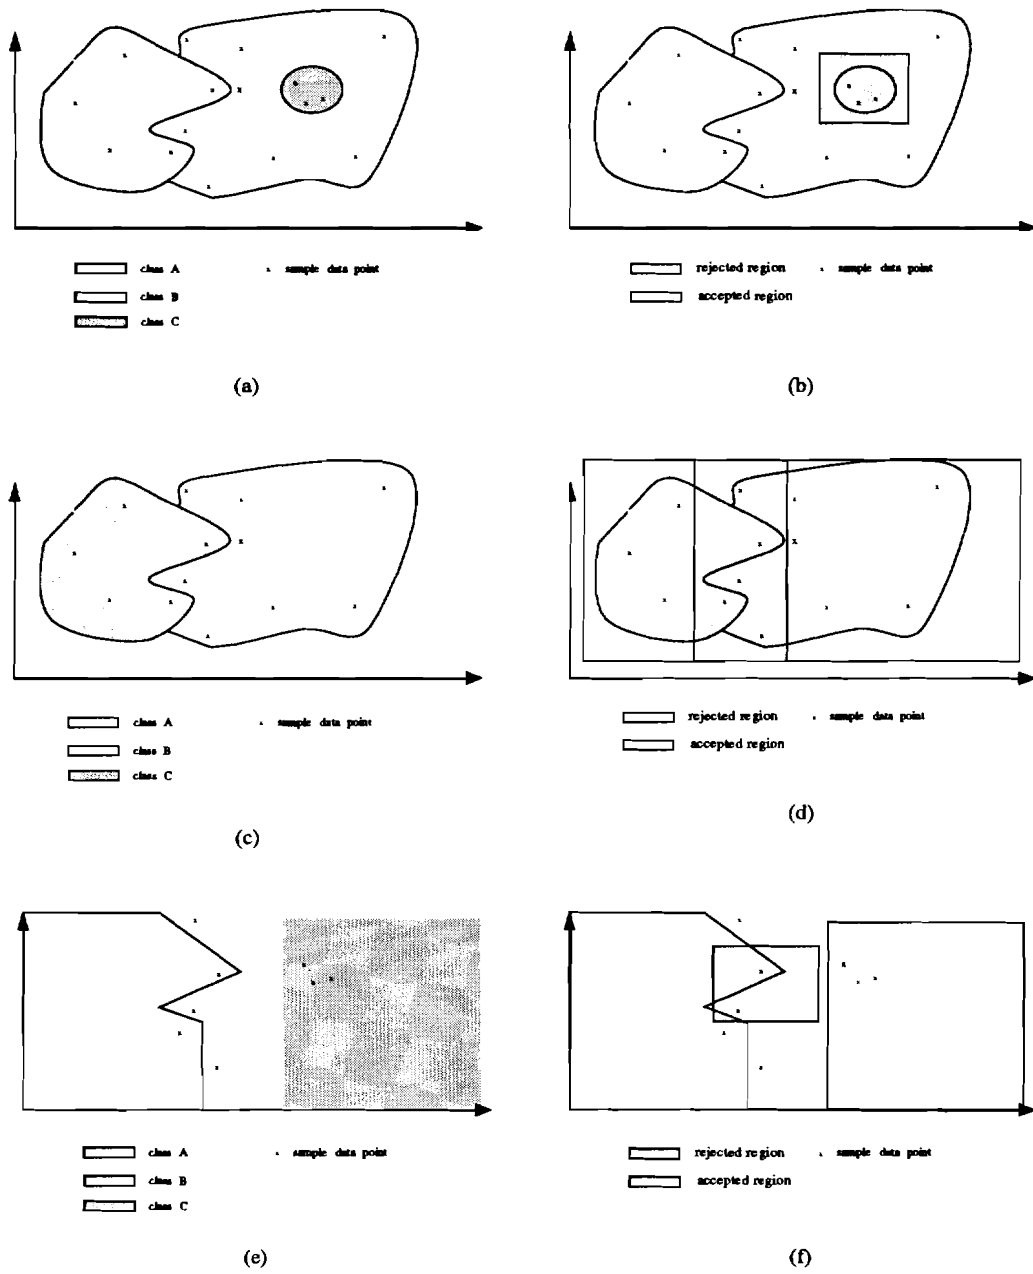 class A
sample data point
class B
class C
(a)
rejected region
sample data point
accepted region
(b)
class A
sample data point
class B
class C
(c)
rejected region
sample data point
accepted region
(d)
class A
sample data point
class B
class C
(e)
rejected region
sample data point
accepted region
(f)